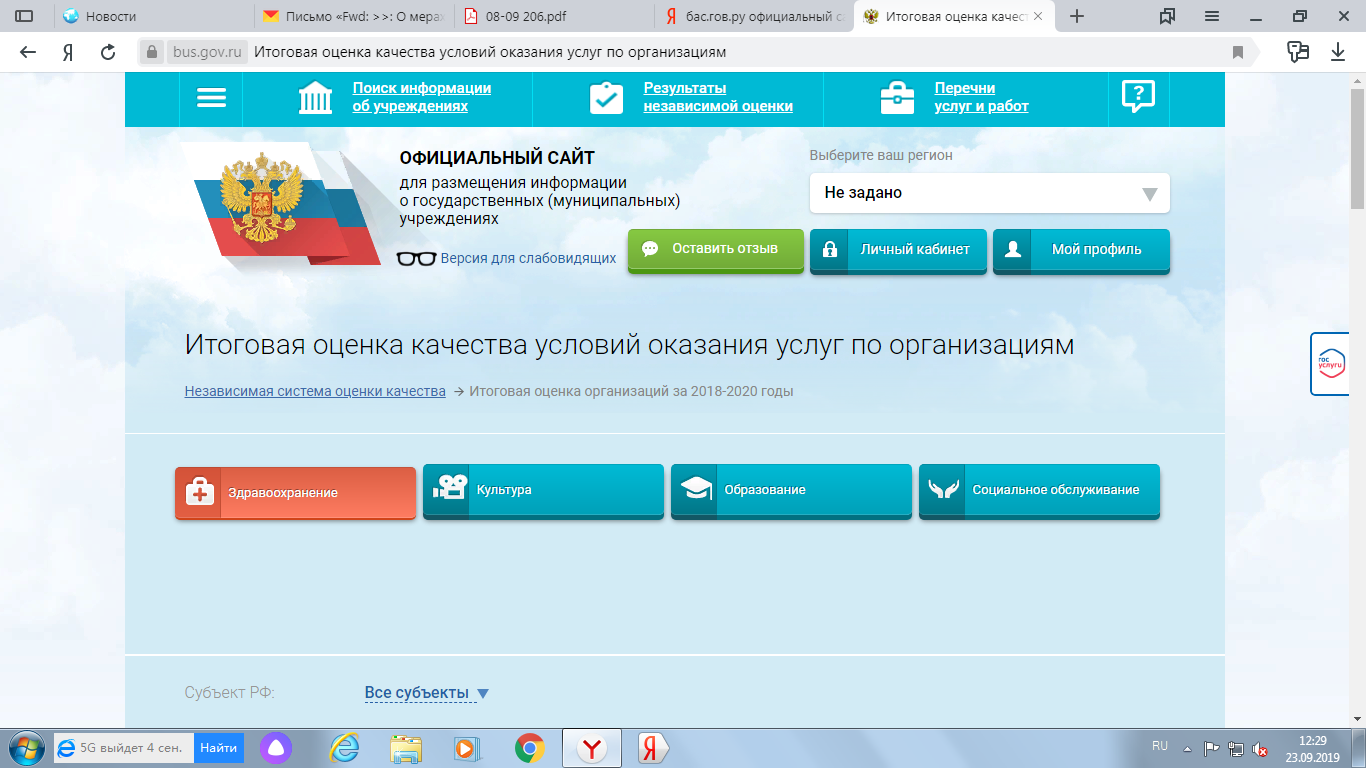 Новости
Письмо «Fwd: >>: О мерах
08-09 206.pdf
бас.гов.ру официальный са
Итоговая оценка качест
bus.gov.ru Итоговая оценка качества условий оказания услуг по организациям
Поиск информации
об учреждениях
Результаты
независимой оценки
Перечни
услуг и работ
ОФИЦИАЛЬНЫЙ САЙТ
для размещения информации
о государственных (муниципальных)
учреждениях
Версия для слабовидящих
Выберите ваш регион
Не задано
Оставить отзыв
Личный кабинет
Мой профиль
Итоговая оценка качества условий оказания услуг по организациям
Независимая система оценки качества → Итоговая оценка организаций за 2018-2020 годы
гос
услуги
Здравоохранение
Культура
Образование
Социальное обслуживание
Субъект РФ:
Все субъекты
5G выйдет 4 сен.
Найти
RU
12:29
23.09.2019